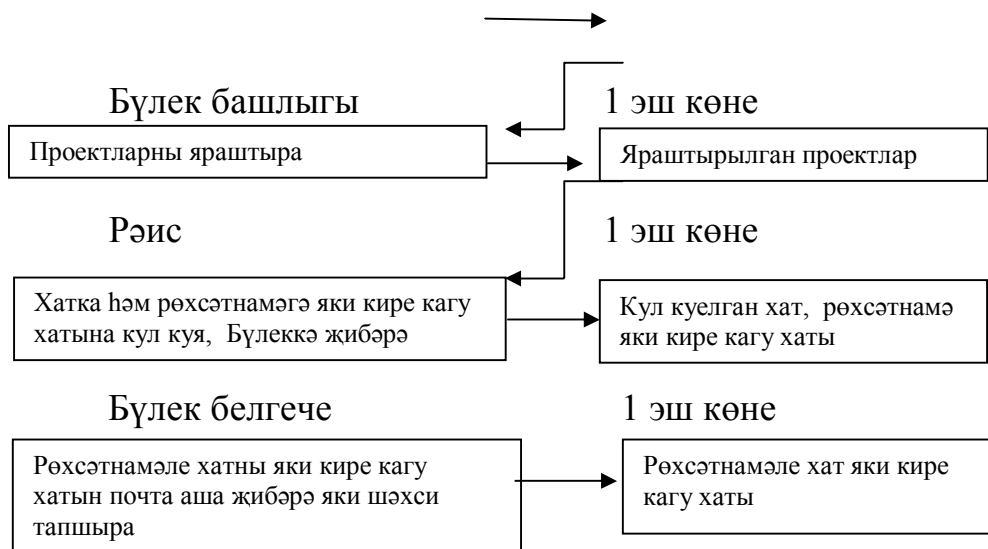 Бүлек башлыгы
1 эш көне
Проектларны яраштыра
Яраштырылган проектлар
Рәис
1 эш көне
Хатка һәм рөхсәтнамәгә яки кире кагу
хатына кул куя, Бүлеккә җибәрә
Кул куелган хат, рөхсәтнамә
яки кире кагу хаты
Бүлек белгече
1 эш көне
Рөхсәтнамәле хатны яки кире кагу
хатын почта аша җибәрә яки шәхси
тапшыра
Рөхсәтнамәле хат яки кире
кагу хаты